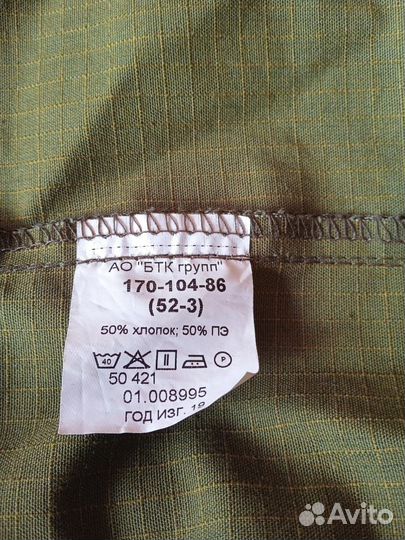 АО "БТК групп"
170-104-86
(52-3)
50% хлопок; 50% ПЭ
40 P
50 421
01.008995
ГОД ИЗГ. 18
Avito